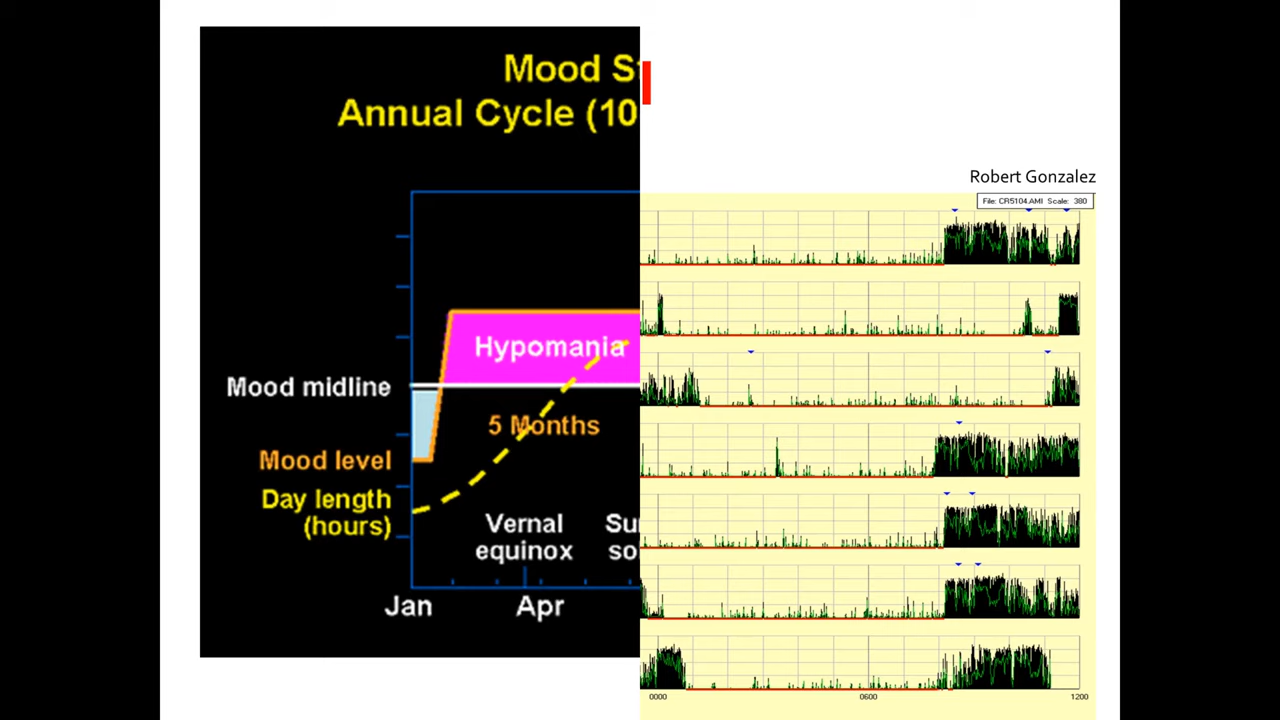 Mood St
Annual Cycle (10
Hypomania
Mood midline
5 Months
Mood level
Day length
(hours)
Vernal
equinox
Su
so
Jan
Apr
Robert Gonzalez
File: CR5104.AMI Scale: 380
0000
0600
1200